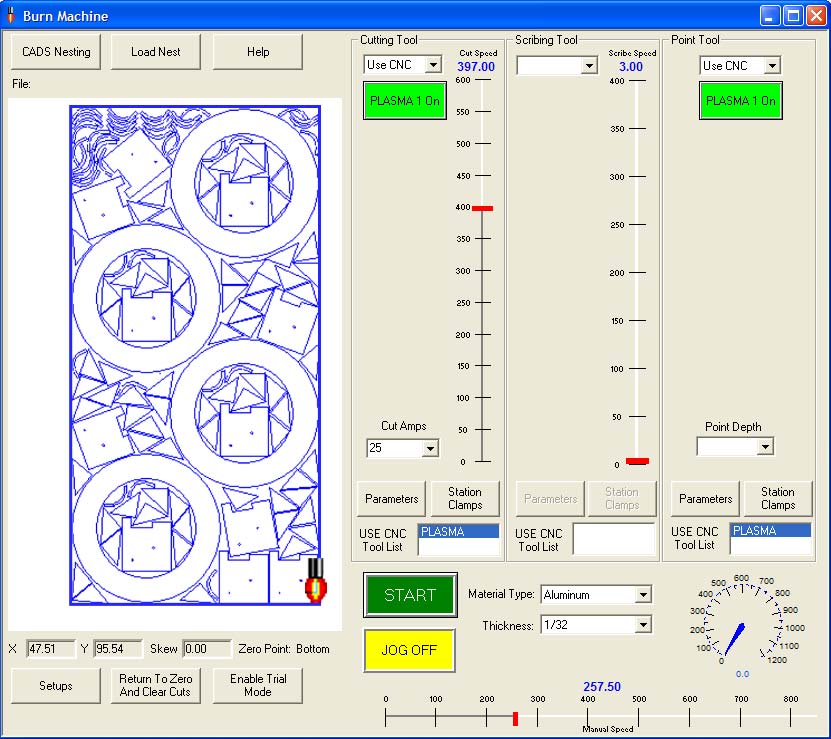 Burn Machine
CADS Nesting
Load Nest
Help
File:
Cutting Tool
Use CNC
Cut Speed
397.00
PLASMA 1 On
600
550
500
450
400
350
300
250
200
150
100
50
0
Cut Amps
25
Parameters
Station
Clamps
USE CNC
Tool List
PLASMA
Scribing Tool
Scribe Speed
3.00
400
350
300
250
200
150
100
50
0
Parameters
Station
Clamps
USE CNC
Tool List
Point Tool
Use CNC
PLASMA 1 On
Point Depth
Parameters
Station
Clamps
USE CNC
Tool List
PLASMA
START
JOG OFF
Material Type: Aluminum
Thickness: 1/32
0
100
200
300
400
500
600
700
800
900
1000
1100
1200
0.0
X 47.51 Y 95.54 Skew 0.00 Zero Point: Bottom
Setups
Return To Zero
And Clear Cuts
Enable Trial
Mode
257.50
0 100 200 300 400 500 600 700 800
Manual Speed